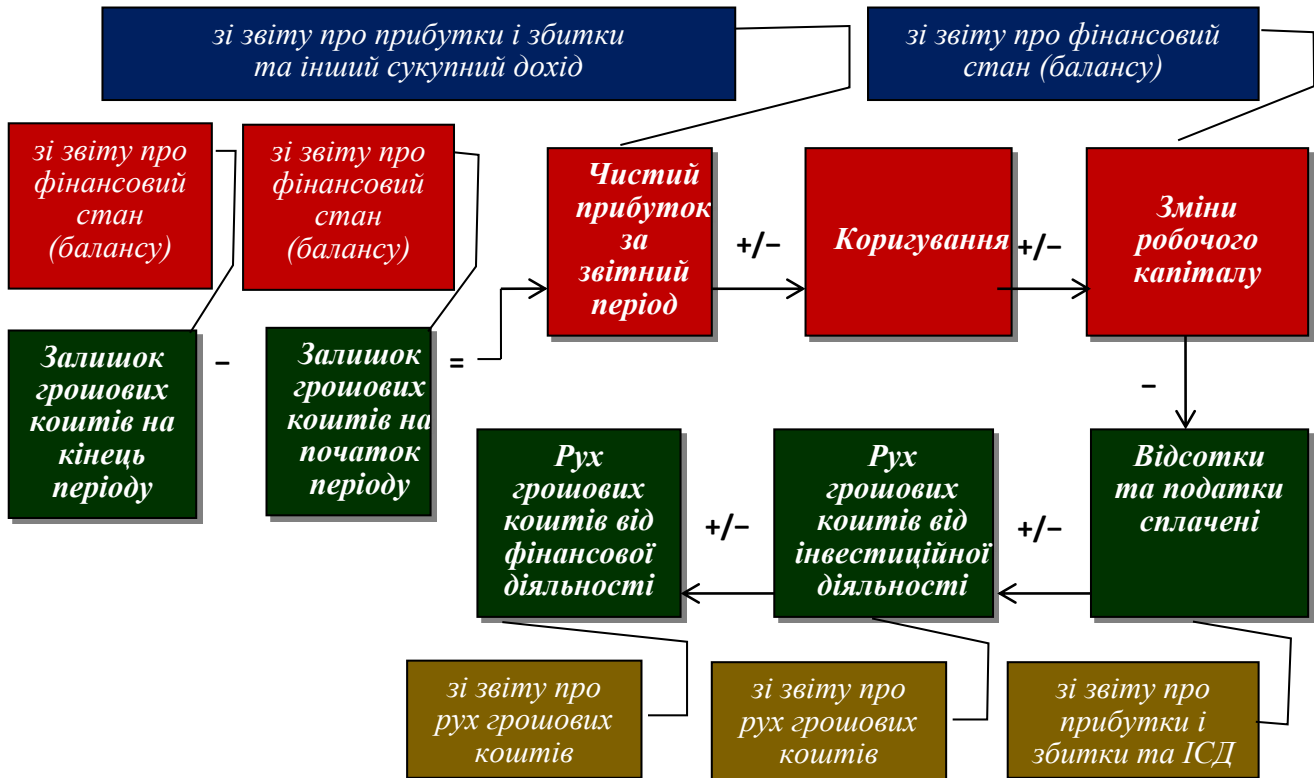 зі звіту про прибутки і збитки
та інший сукупний дохід
зі звіту про фінансовий
стан (балансу)
зі звіту про
фінансовий
стан
(балансу)
зі звіту про
фінансовий
стан
(балансу)
Чистий
прибуток
за
звітний
період
+/−
Коригування
+/−
Зміни
робочого
капіталу
Залишок
грошових
коштів на
кінець
періоду
−
Залишок
грошових
коштів на
початок
періоду
=
−
Рух
грошових
коштів від
фінансової
діяльності
+/−
Рух
грошових
коштів від
інвестиційної
діяльності
+/−
Відсотки
та податки
сплачені
зі звіту про
рух грошових
коштів
зі звіту про
рух грошових
коштів
зі звіту про
прибутки і
збитки та ІСД